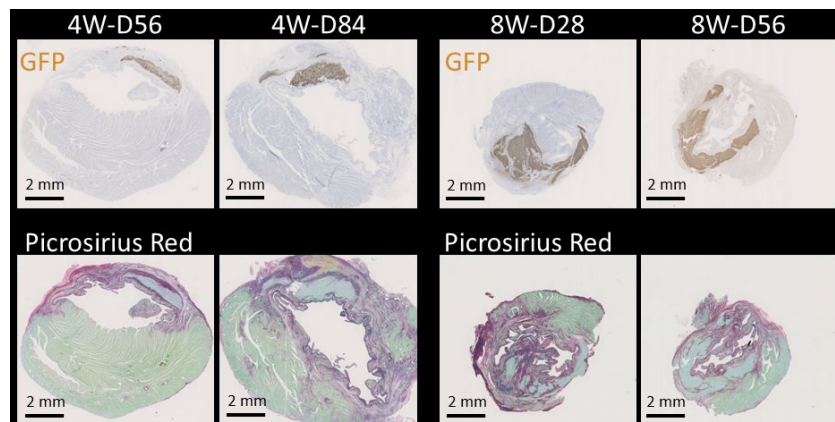 4W-D56 4W-D84 8W-D28 8W-D56
GFP GFP
2 mm 2 mm 2 mm 2 mm
Picrosirius Red Picrosirius Red
2 mm 2 mm 2 mm 2 mm